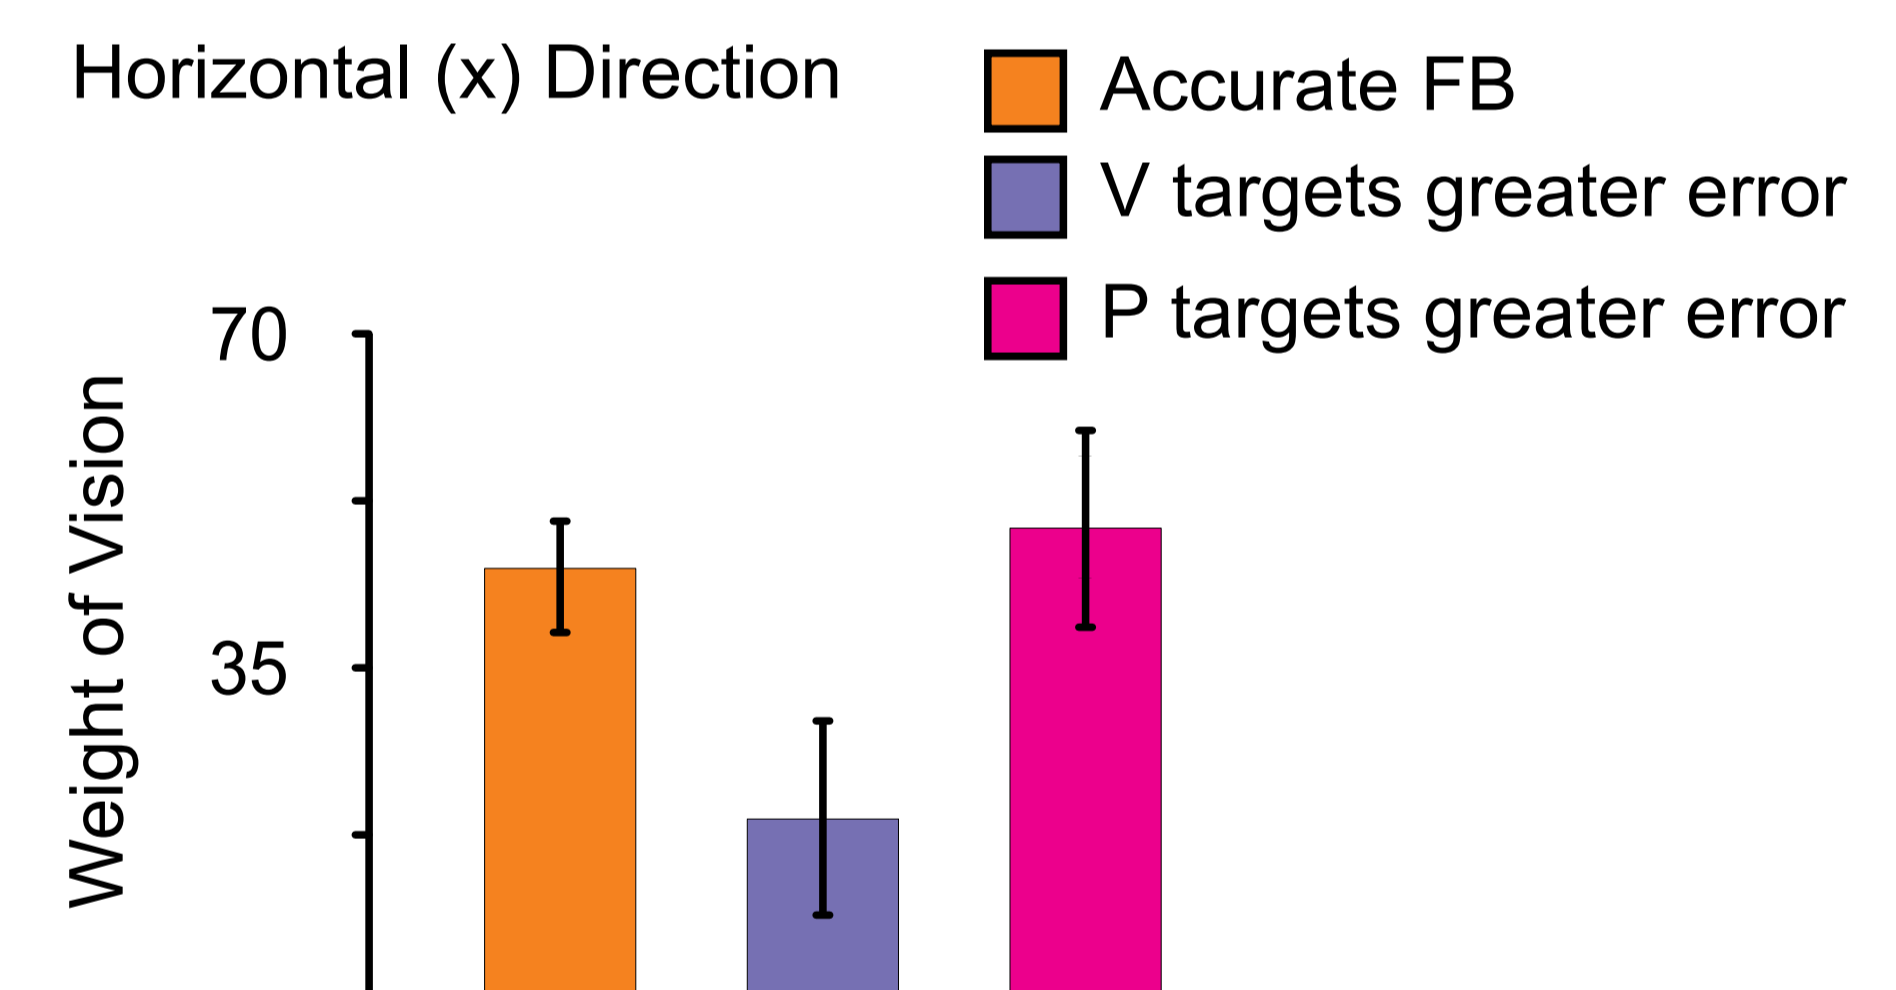 Horizontal (x) Direction
Accurate FB
V targets greater error
P targets greater error
70
35
Weight of Vision